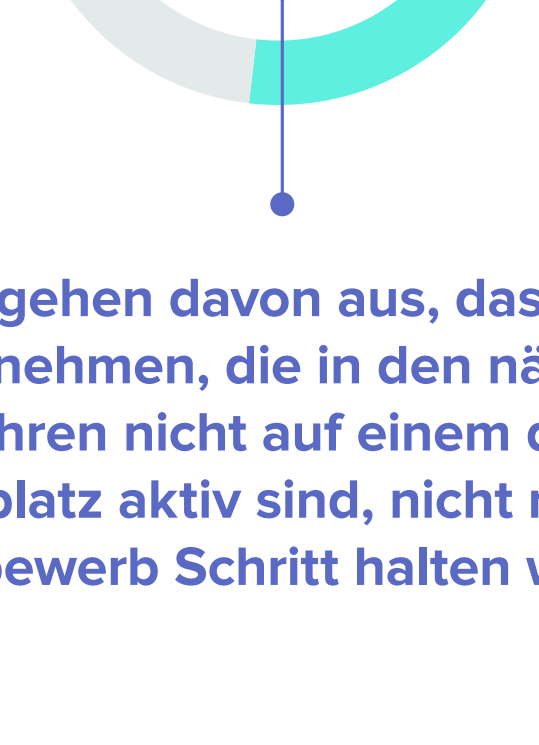 gehen davon aus, das
nehmen, die in den nä
hren nicht auf einem
platz aktiv sind, nicht
ewerb Schritt halten